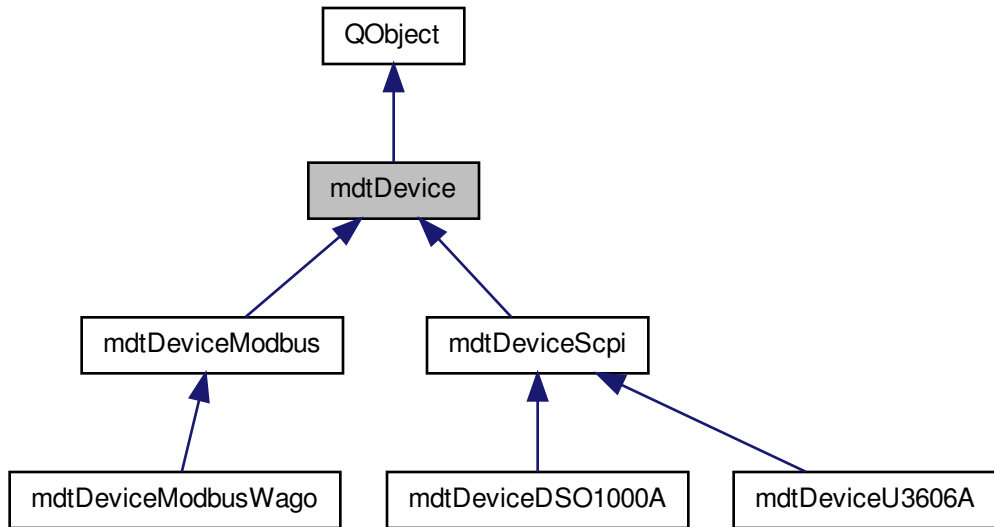 QObject
mdtDevice
mdtDeviceModbus
mdtDeviceScpi
mdtDeviceModbusWago
mdtDeviceDSO1000A
mdtDeviceU3606A